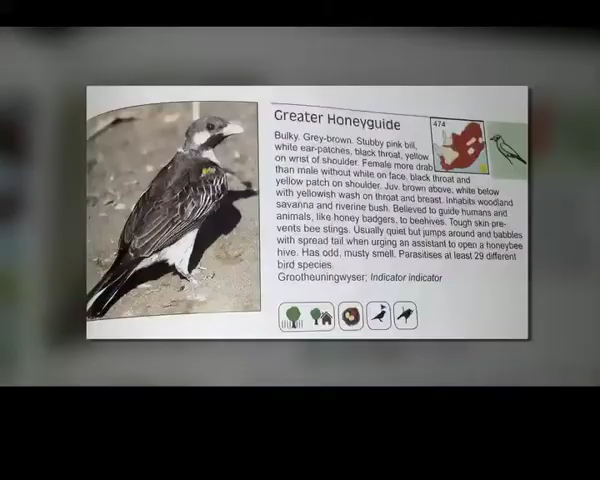 Greater Honeyguide
474
Bulky. Grey-brown. Stubby pink bill,
white ear-patches, black throat, yellow
on wrist of shoulder. Female more drab
than male without white on face, black throat and
yellow patch on shoulder. Juv. brown above, white below
with yellowish wash on throat and breast. Inhabits woodland
savanna and riverine bush. Believed to guide humans and
animals, like honey badgers, to beehives. Tough skin pre-
vents bee stings. Usually quiet but jumps around and babbles
with spread tail when urging an assistant to open a honeybee
hive. Has odd, musty smell. Parasitises at least 29 different
bird species
Grootheuningwyser; Indicator indicator